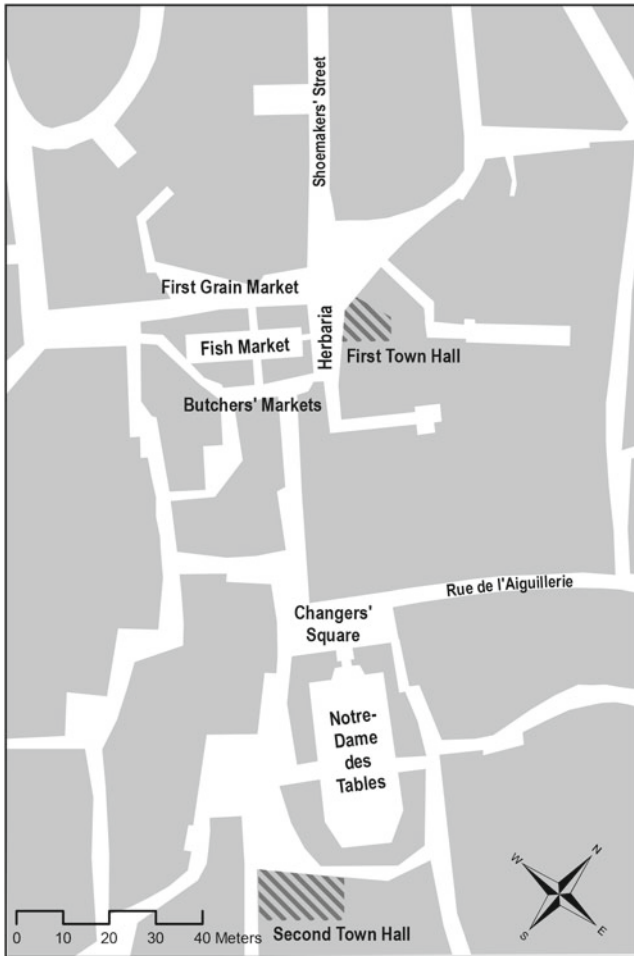 Shoemakers' Street
First Grain Market
Fish Market
Herbaria
First Town Hall
Butchers' Markets
Rue de l'Aiguillerie
Changers'
Square
Notre-
Dame
des
Tables
N
W
E
S
0 10 20 30 40 Meters
Second Town Hall